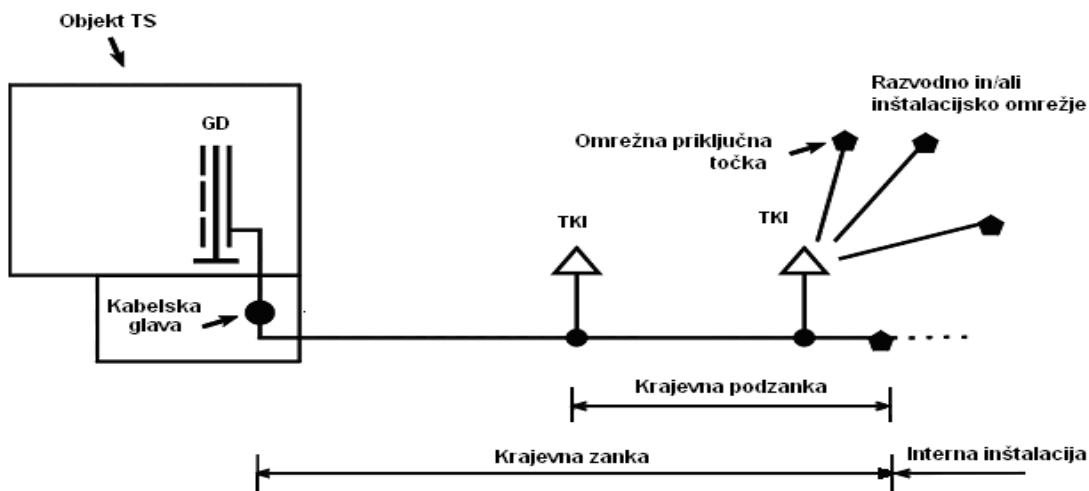 Objekt TS
GD
Razvodno in/ali
inštalacijsko omrežje
Omrežna priključna
točka
TKI
TKI
Kabelska
glava
Krajevna podzanka
Krajevna zanka
Interna inštalacija